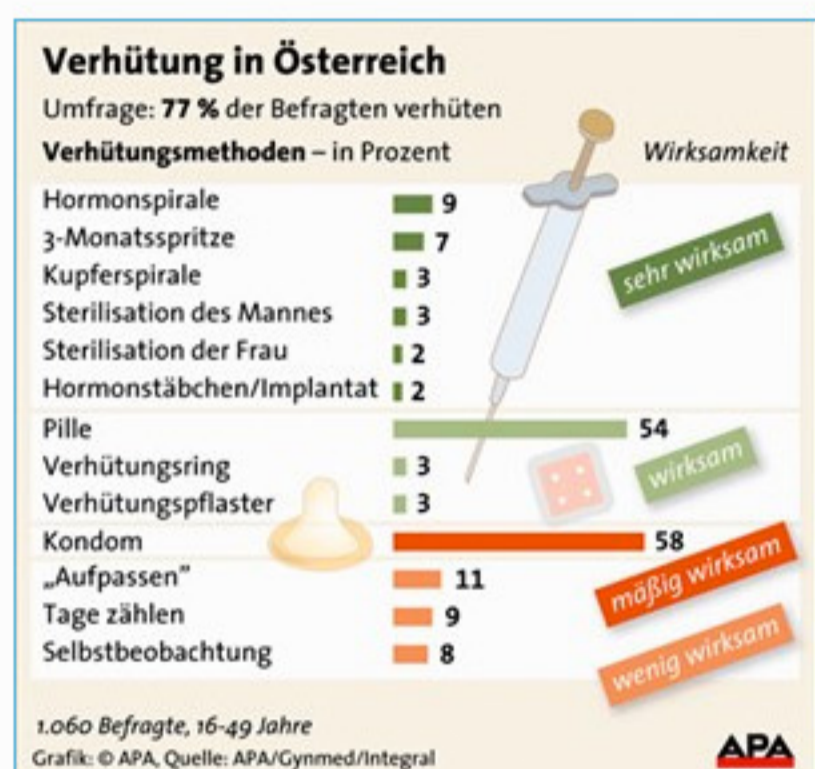 Verhütung in Österreich
Umfrage: 77 % der Befragten verhüten
Verhütungsmethoden – in Prozent Wirksamkeit
Hormonspirale 9
3-Monatsspritze 7
sehr wirksam
Kupferspirale 3
Sterilisation des Mannes 3
Sterilisation der Frau 2
Hormonstäbchen/Implantat 2
Pille 54
Verhütungsring 3
wirksam
Verhütungspflaster 3
Kondom 58
mäßig wirksam
„Aufpassen” 11
Tage zählen 9
Selbstbeobachtung 8
wenig wirksam
1.060 Befragte, 16-49 Jahre
Grafik: © APA, Quelle: APA/Gynmed/Integral
APA